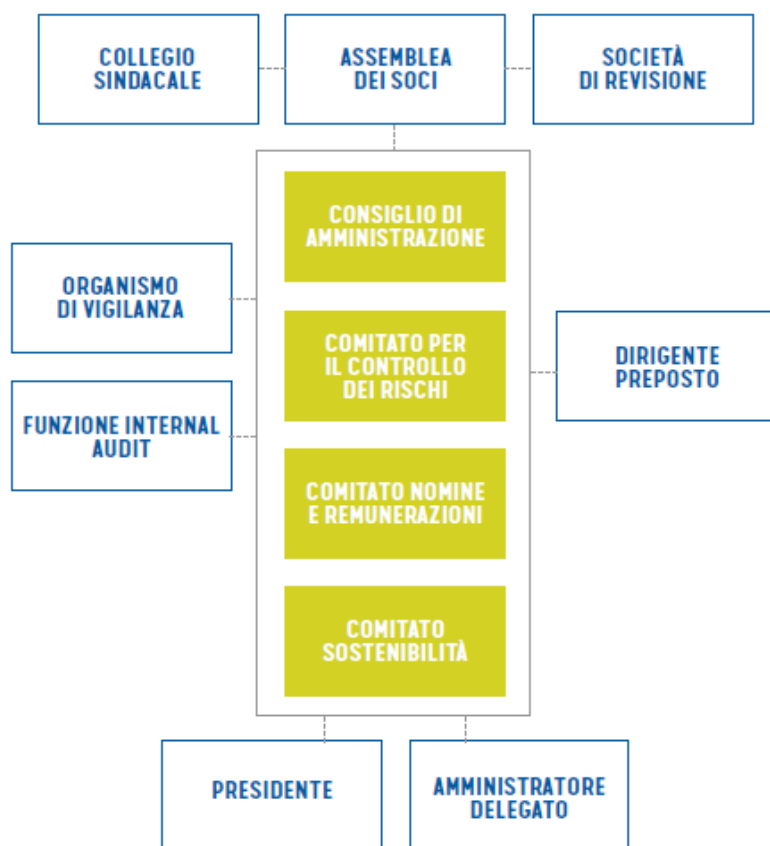 COLLEGIO
SINDACALE
ASSEMBLEA
DEI SOCI
SOCIETÀ
DI REVISIONE
CONSIGLIO DI
AMMINISTRAZIONE
ORGANISMO
DI VIGILANZA
COMITATO PER
IL CONTROLLO
DEI RISCHI
DIRIGENTE
PREPOSTO
FUNZIONE INTERNAL
AUDIT
COMITATO NOMINE
E REMUNERAZIONI
COMITATO
SOSTENIBILITÀ
PRESIDENTE
AMMINISTRATORE
DELEGATO